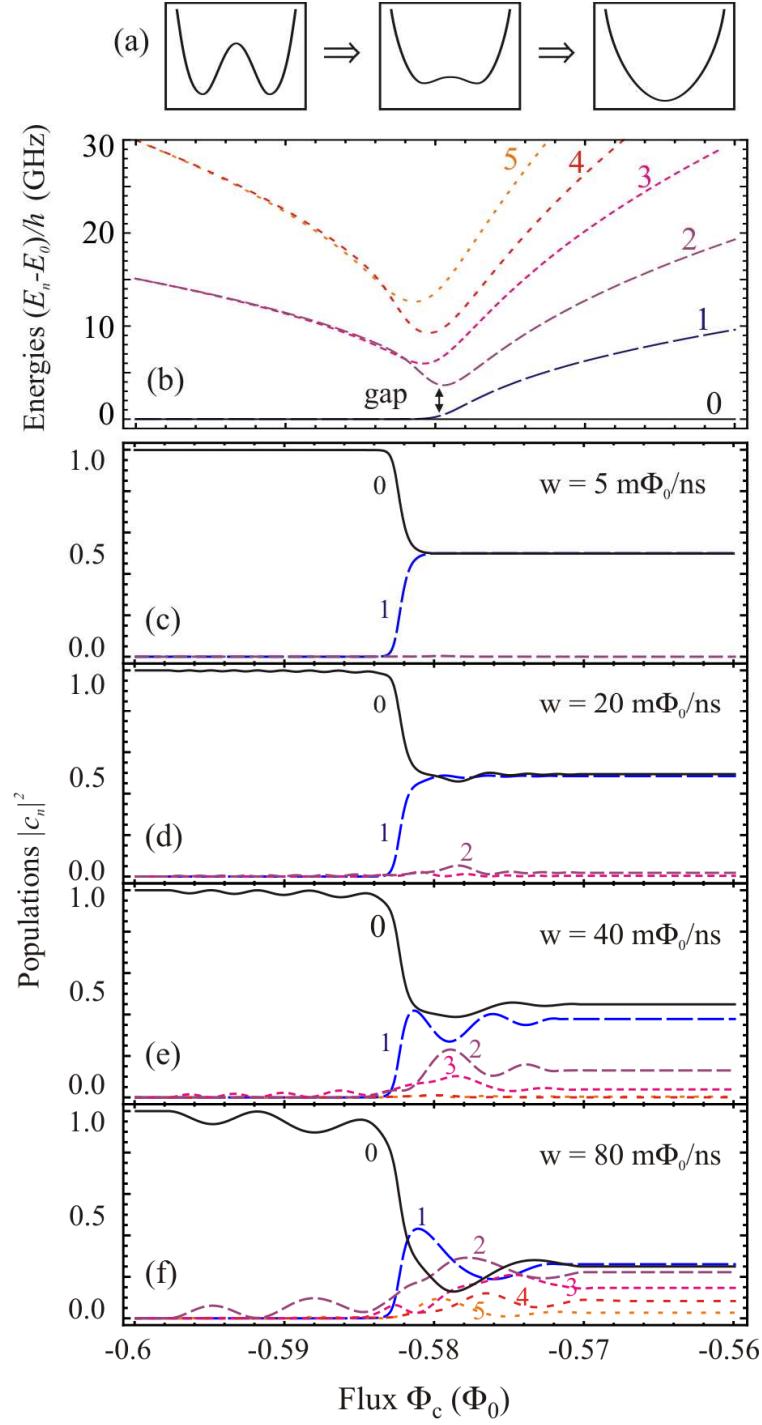 (a) ⇒ ⇒
Energies (Eₙ-E₀)/h (GHz)
30
20
10
0
5
4
3
2
1
0
gap
(b)
Populations |cₙ|²
1.0
0.5
0.0
0
1
w = 5 mΦ₀/ns
(c)
1.0
0.5
0.0
0
1
2
w = 20 mΦ₀/ns
(d)
1.0
0.5
0.0
0
1
2
3
w = 40 mΦ₀/ns
(e)
1.0
0.5
0.0
0
1
2
3
4
5
w = 80 mΦ₀/ns
(f)
-0.6 -0.59 -0.58 -0.57 -0.56
Flux Φc (Φ₀)